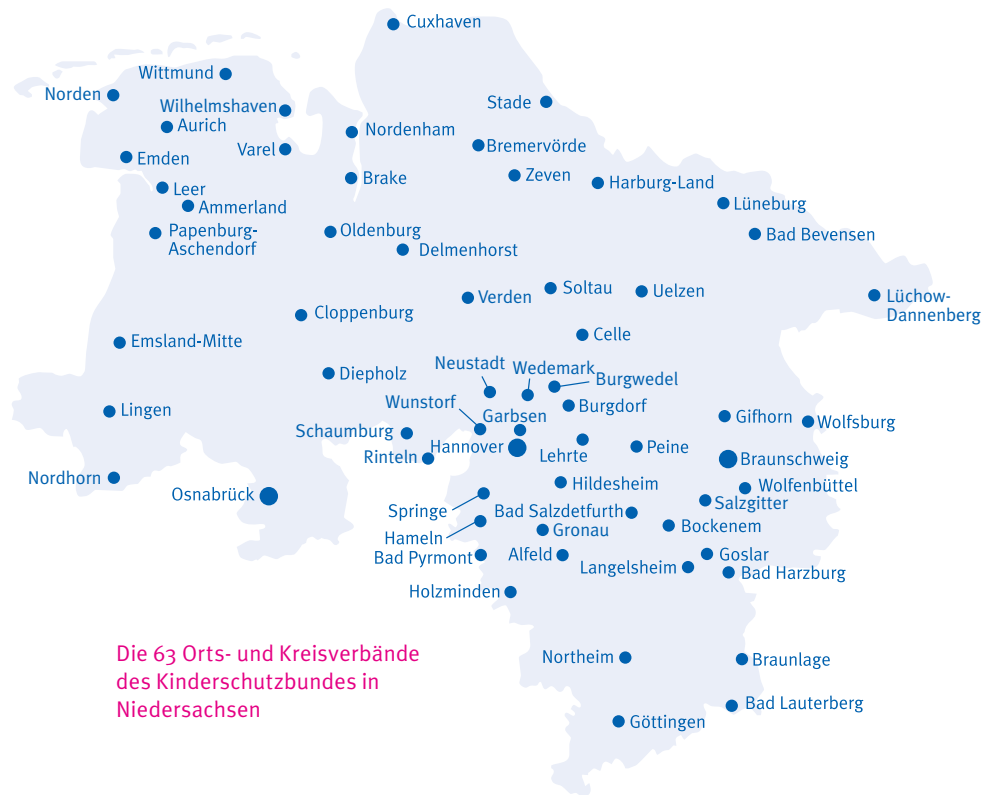 Cuxhaven
Wittmund
Norden
Wilhelmshaven
Stade
Aurich
Nordenham
Varel
Bremervörde
Emden
Brake
Zeven
Harburg-Land
Leer
Ammerland
Lüneburg
Papenburg-
Aschendorf
Oldenburg
Delmenhorst
Bad Bevensen
Verden
Soltau
Uelzen
Lüchow-
Dannenberg
Cloppenburg
Emsland-Mitte
Celle
Neustadt
Wedemark
Diepholz
Burgwedel
Wunstorf
Burgdorf
Lingen
Garbsen
Gifhorn
Wolfsburg
Schaumburg
Hannover
Lehrte
Peine
Rinteln
Braunschweig
Nordhorn
Osnabrück
Hildesheim
Wolfenbüttel
Springe
Bad Salzdetfurth
Salzgitter
Hameln
Gronau
Bockenem
Bad Pyrmont
Alfeld
Goslar
Langelsheim
Bad Harzburg
Holzminden
Die 63 Orts- und Kreisverbände
des Kinderschutzbundes in
Niedersachsen
Northeim
Braunlage
Bad Lauterberg
Göttingen